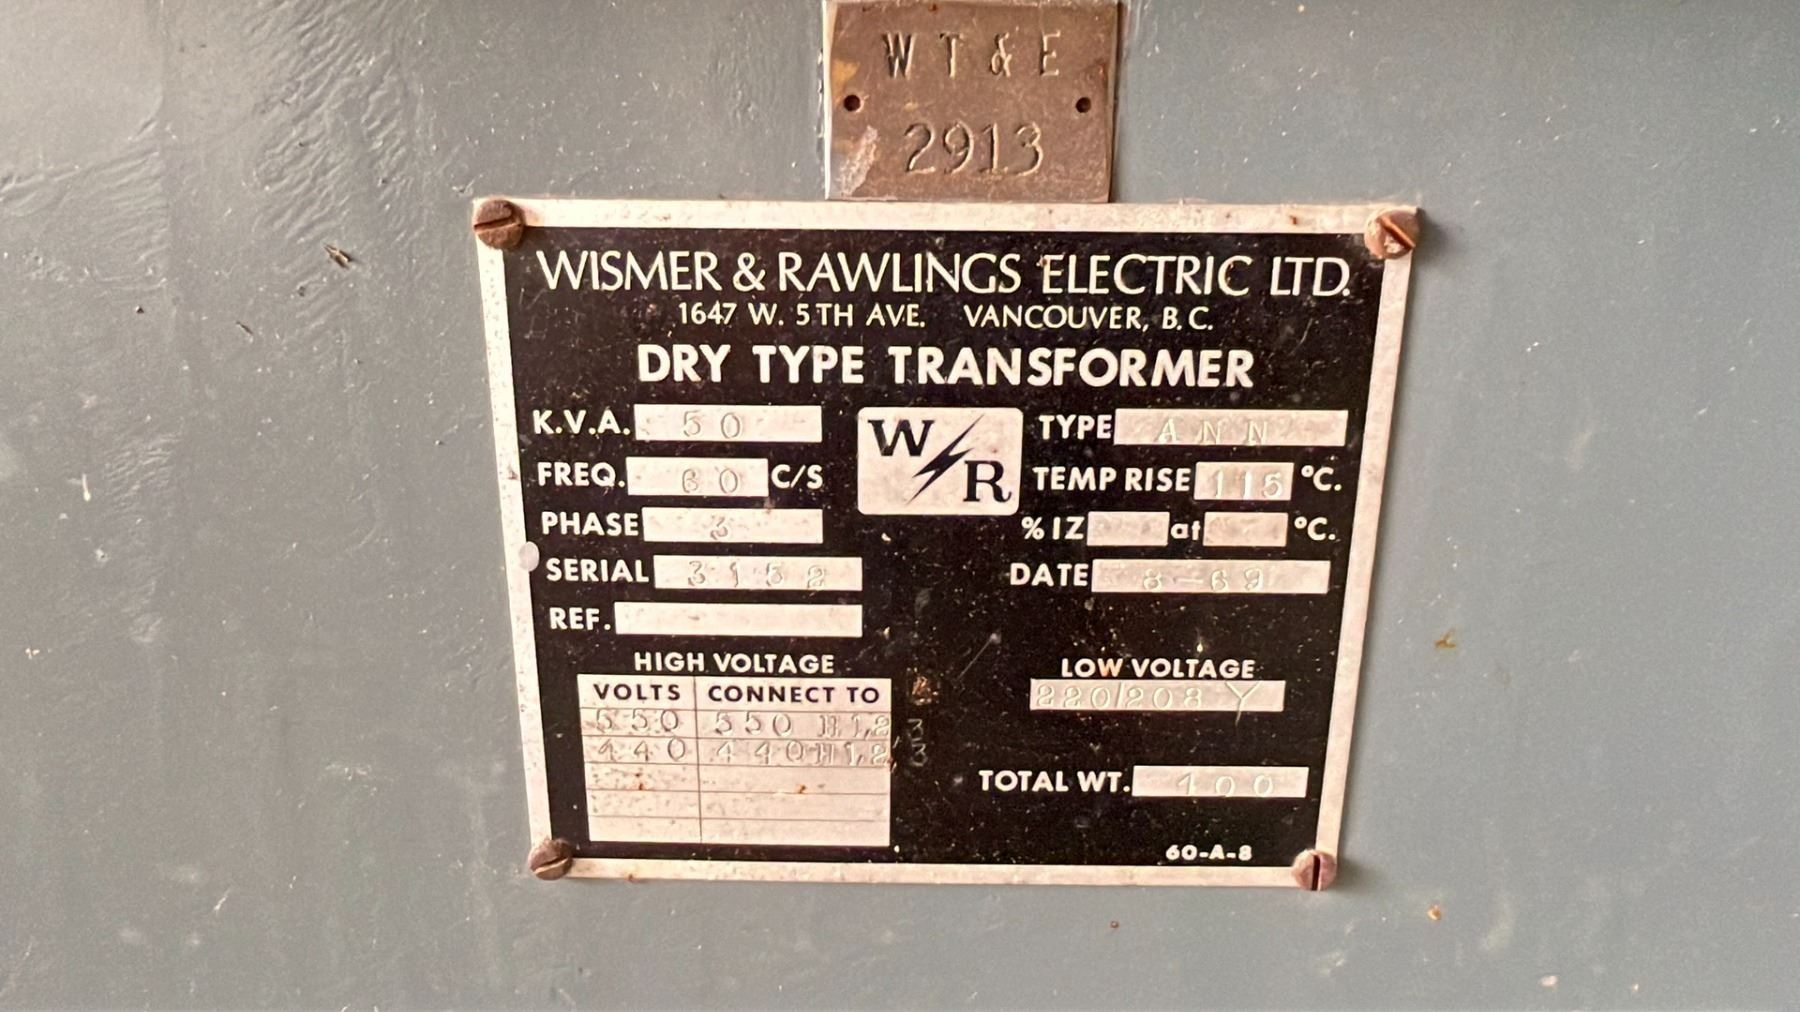 WT&E
2913
WISMER & RAWLINGS ELECTRIC LTD.
1647 W. 5TH AVE. VANCOUVER, B.C.
DRY TYPE TRANSFORMER
K.V.A. 50
FREQ. 60 C/S
PHASE 3
SERIAL 3152
REF.
W R
TYPE ANN
TEMP RISE 115 °C.
% IZ at °C.
DATE 8-69
HIGH VOLTAGE
VOLTS CONNECT TO
550 550 H1,2 3
440 440 H1,2, 3
LOW VOLTAGE
220/208 Y
TOTAL WT. 400
60-A-8